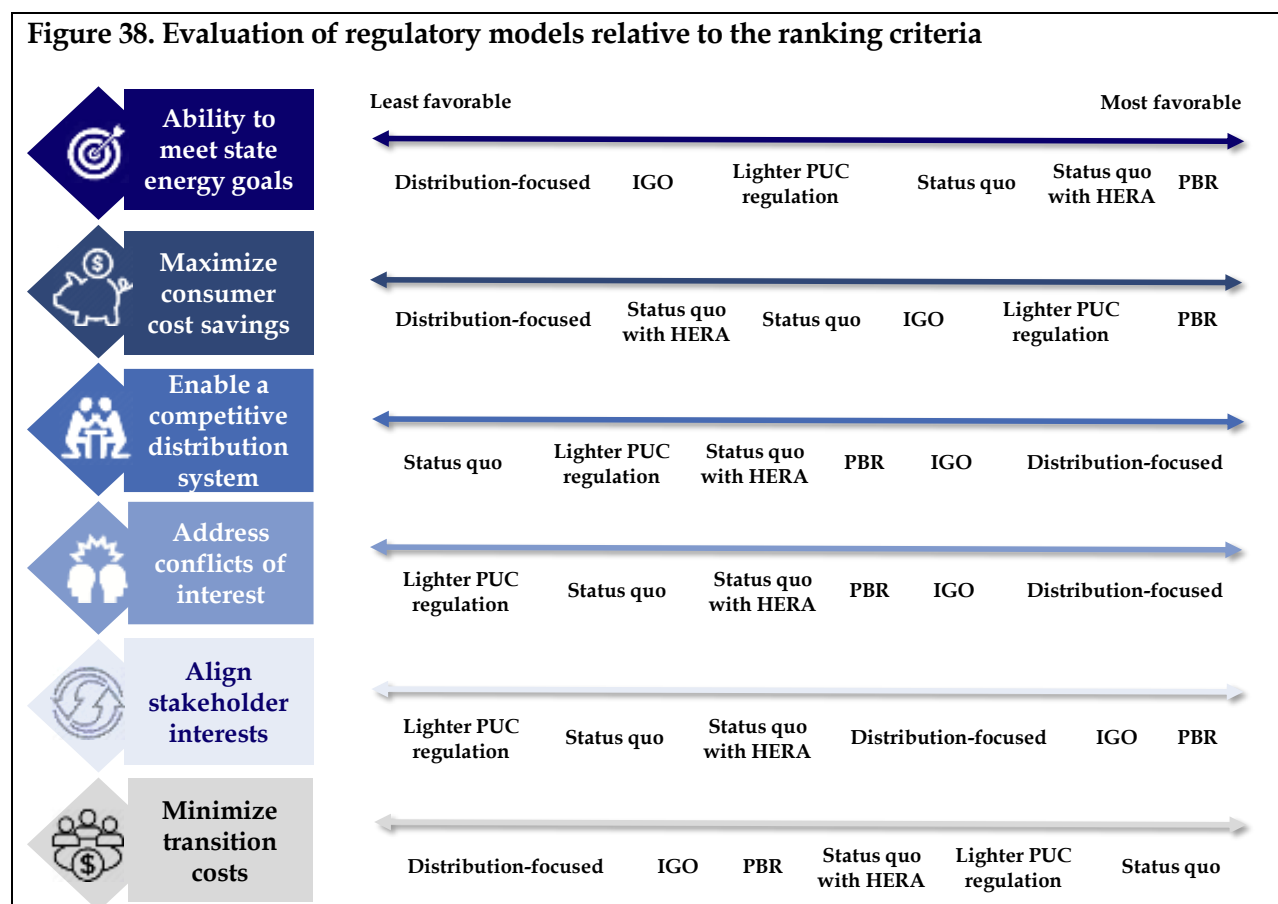 Figure 38. Evaluation of regulatory models relative to the ranking criteria
Least favorable
Most favorable
Ability to
meet state
energy goals
Distribution-focused
IGO
Lighter PUC
regulation
Status quo
Status quo
with HERA
PBR
Maximize
consumer
cost savings
Distribution-focused
Status quo
with HERA
Status quo
IGO
Lighter PUC
regulation
PBR
Enable a
competitive
distribution
system
Status quo
Lighter PUC
regulation
Status quo
with HERA
PBR
IGO
Distribution-focused
Address
conflicts of
interest
Lighter PUC
regulation
Status quo
Status quo
with HERA
PBR
IGO
Distribution-focused
Align
stakeholder
interests
Lighter PUC
regulation
Status quo
Status quo
with HERA
Distribution-focused
IGO
PBR
Minimize
transition
costs
Distribution-focused
IGO
PBR
Status quo
with HERA
Lighter PUC
regulation
Status quo